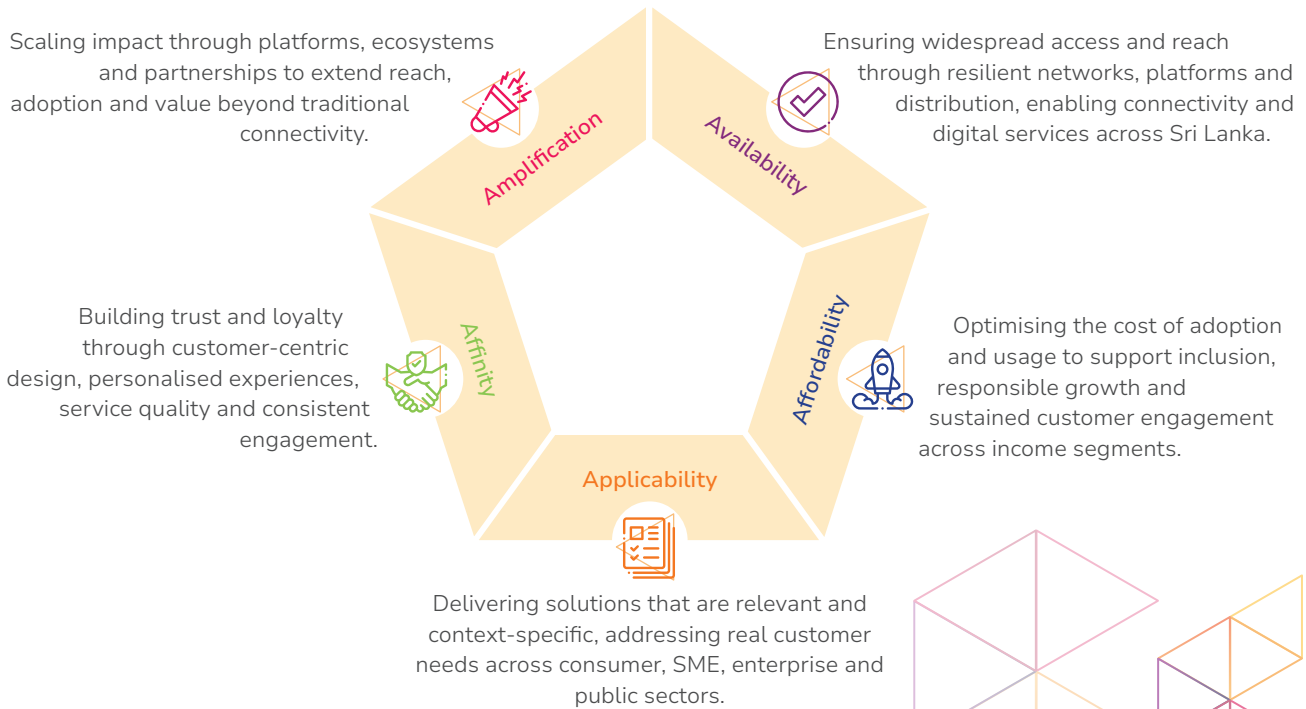 Scaling impact through platforms, ecosystems
and partnerships to extend reach,
adoption and value beyond traditional
connectivity.
Amplification
Availability
Ensuring widespread access and reach
through resilient networks, platforms and
distribution, enabling connectivity and
digital services across Sri Lanka.
Building trust and loyalty
through customer-centric
design, personalised experiences,
service quality and consistent
engagement.
Affinity
Affordability
Optimising the cost of adoption
and usage to support inclusion,
responsible growth and
sustained customer engagement
across income segments.
Applicability
Delivering solutions that are relevant and
context-specific, addressing real customer
needs across consumer, SME, enterprise and
public sectors.